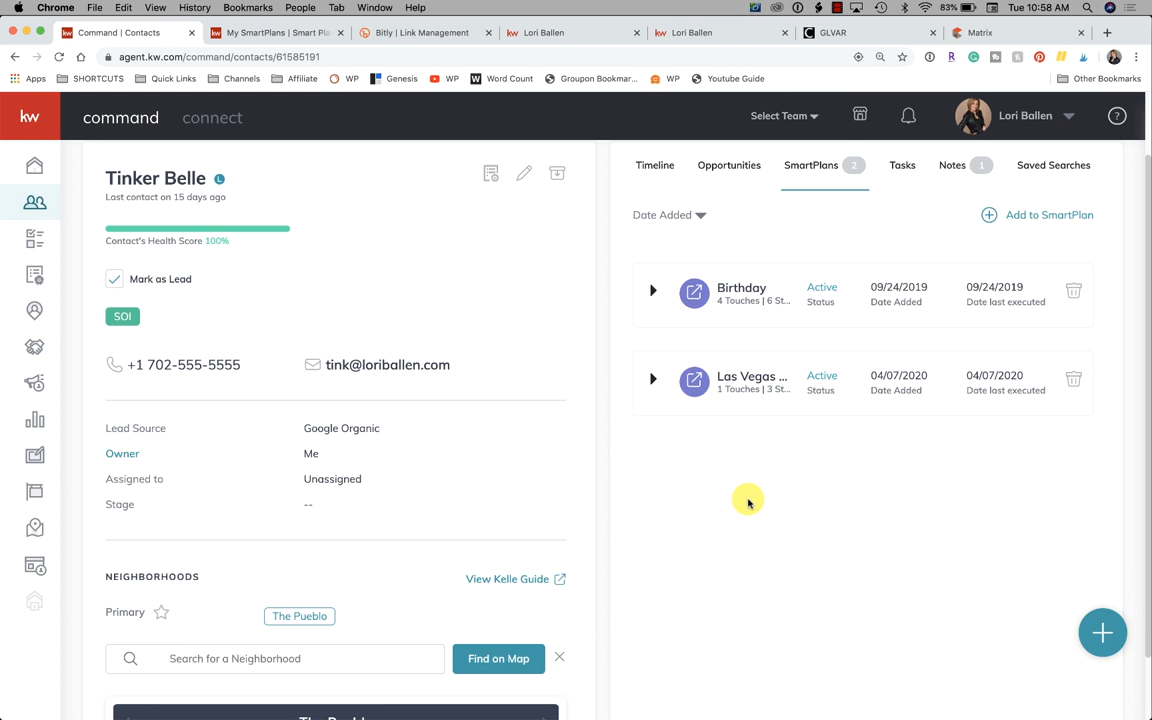 Chrome File Edit View History Bookmarks People Tab Window Help 83% Tue 10:58 AM
Command | Contacts
My SmartPlans | Smart Pla
Bitly | Link Management
Lori Ballen
Lori Ballen
GLVAR
Matrix
agent.kw.com/command/contacts/61585191
Apps SHORTCUTS Quick Links Channels Affiliate WP Genesis WP Word Count Groupon Bookmar... WP Youtube Guide Other Bookmarks
kw command connect Select Team Lori Ballen ?
Tinker Belle L
Last contact on 15 days ago
Contact's Health Score 100%
Mark as Lead
SOI
+1 702-555-5555 tink@loriballen.com
Lead Source Google Organic
Owner Me
Assigned to Unassigned
Stage --
NEIGHBORHOODS View Kelle Guide
Primary The Pueblo
Search for a Neighborhood Find on Map
Timeline Opportunities SmartPlans 2 Tasks Notes 1 Saved Searches
Date Added Add to SmartPlan
Birthday Active 09/24/2019 09/24/2019
4 Touches | 6 St... Status Date Added Date last executed
Las Vegas ... Active 04/07/2020 04/07/2020
1 Touches | 3 St... Status Date Added Date last executed